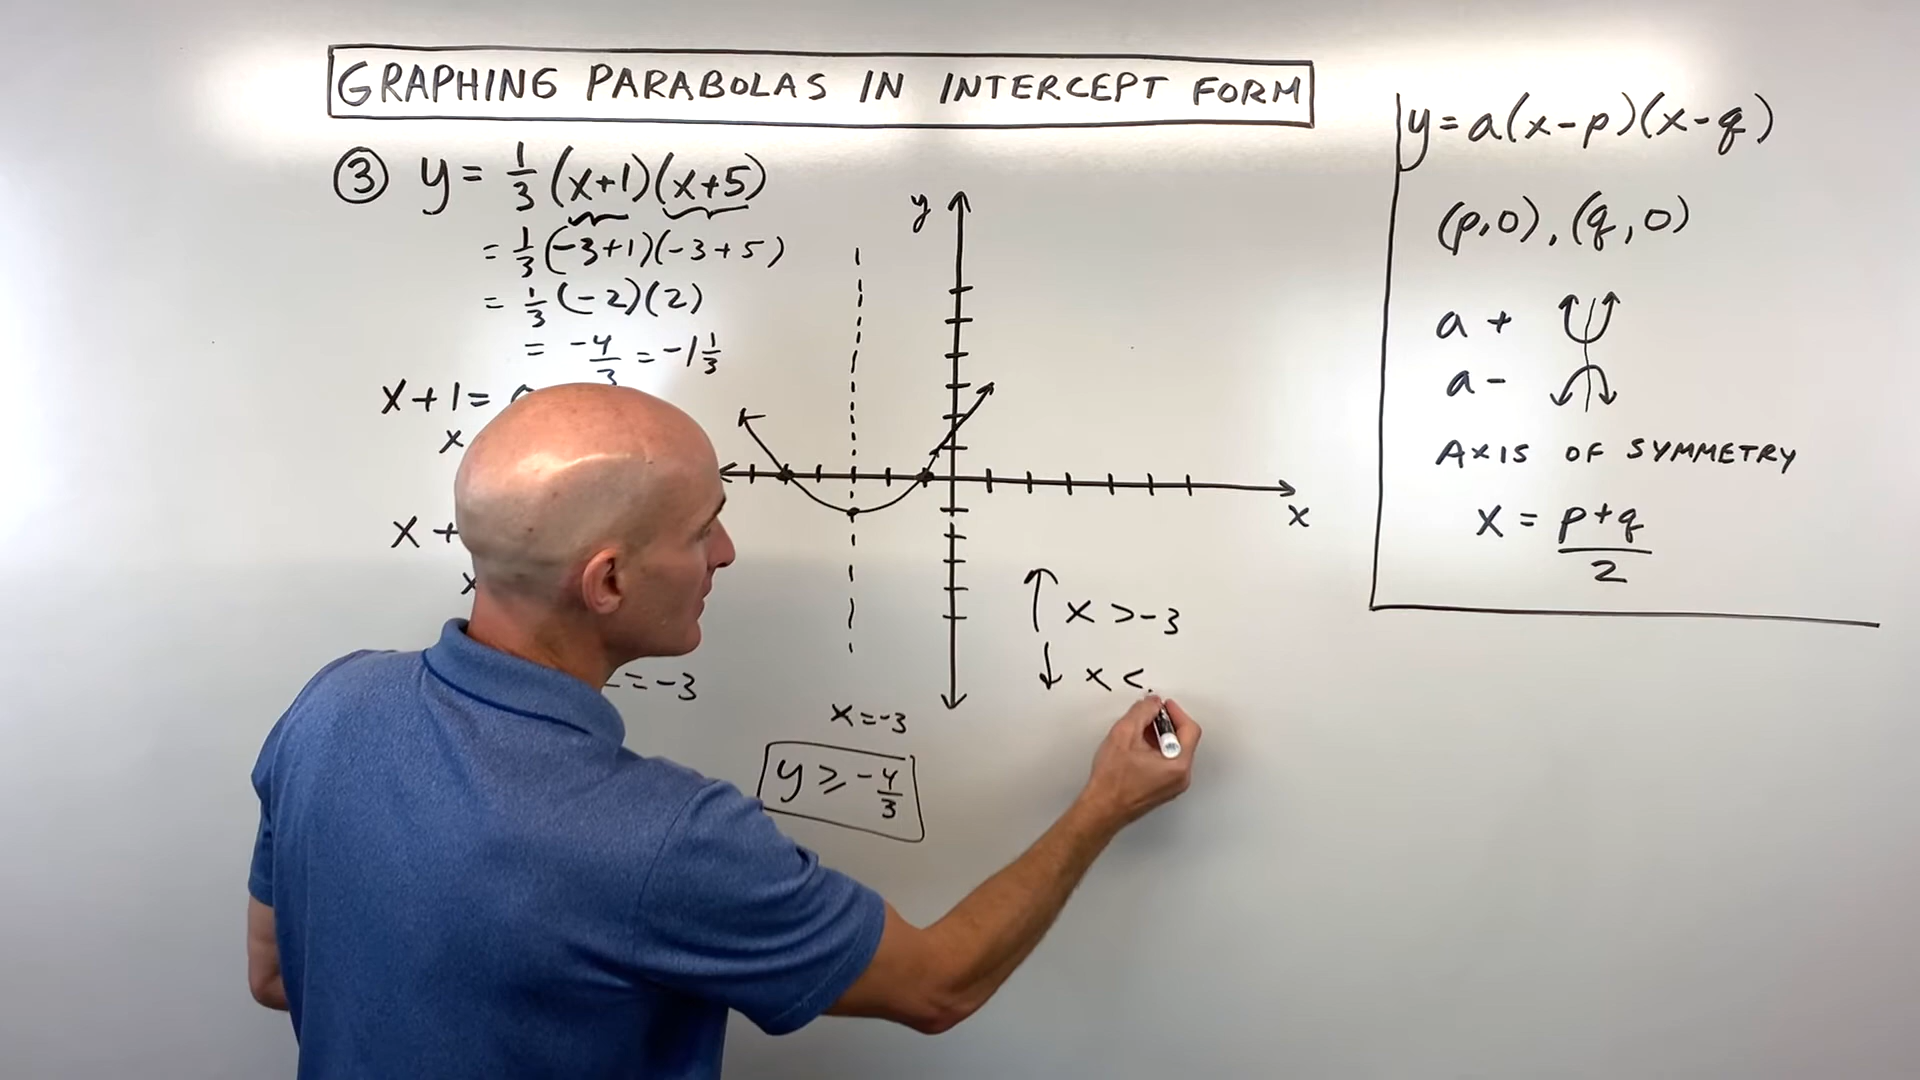 GRAPHING PARABOLAS IN INTERCEPT FORM
③ y = 1/3 (x+1)(x+5)
= 1/3 (-3+1)(-3+5)
= 1/3 (-2)(2)
= -4/3 = -1 1/3
x+1=
x
x+
x
= -3
y
x
x = -3
y ≥ -4/3
↑ x > -3
↓ x <
y = a(x-p)(x-q)
(p,0), (q,0)
a +
a -
AXIS OF SYMMETRY
x = p+q/2